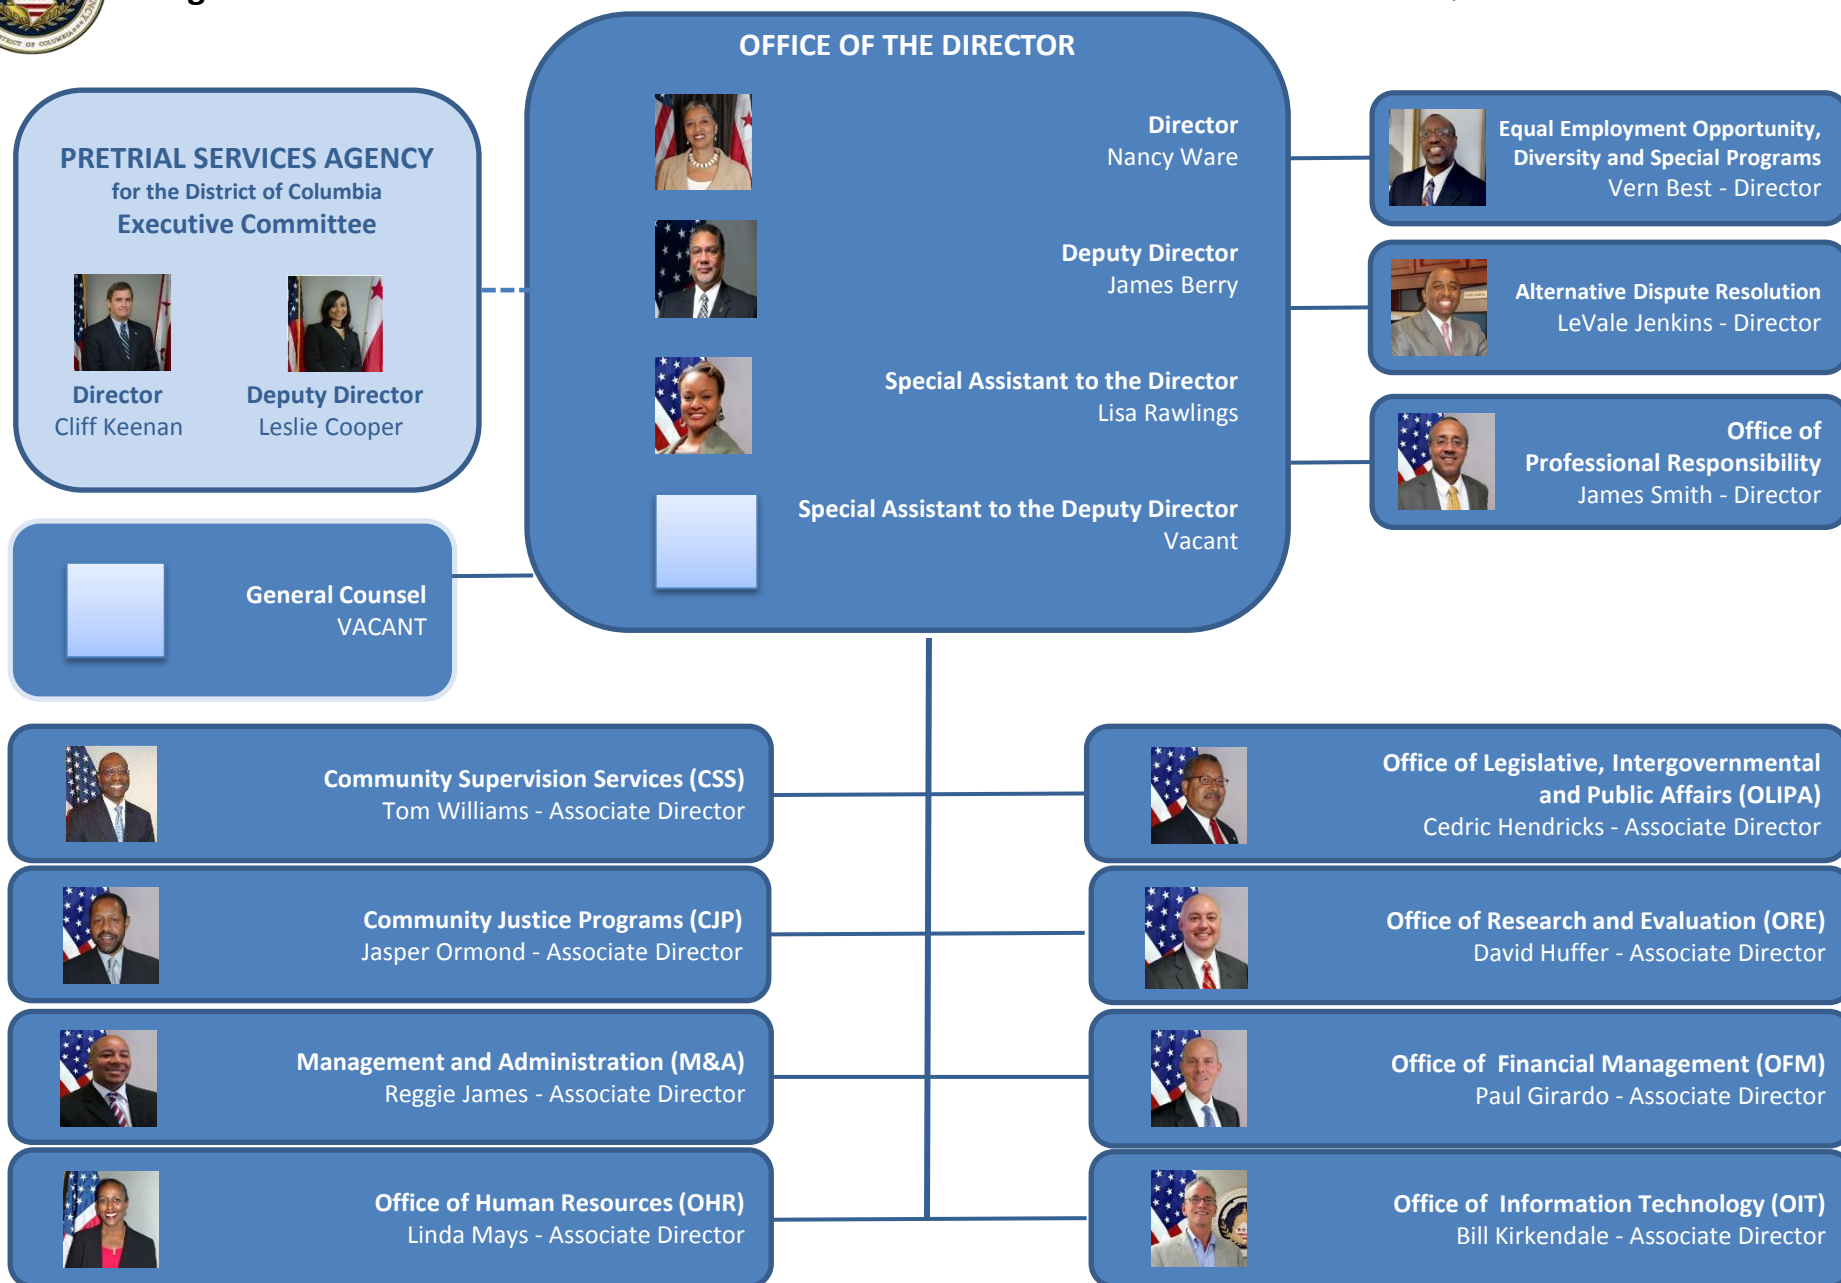 OFFICE OF THE DIRECTOR
Director
Nancy Ware
Deputy Director
James Berry
Special Assistant to the Director
Lisa Rawlings
Special Assistant to the Deputy Director
Vacant
PRETRIAL SERVICES AGENCY
for the District of Columbia
Executive Committee
Director
Cliff Keenan
Deputy Director
Leslie Cooper
General Counsel
VACANT
Equal Employment Opportunity,
Diversity and Special Programs
Vern Best - Director
Alternative Dispute Resolution
LeVale Jenkins - Director
Office of
Professional Responsibility
James Smith - Director
Community Supervision Services (CSS)
Tom Williams - Associate Director
Community Justice Programs (CJP)
Jasper Ormond - Associate Director
Management and Administration (M&A)
Reggie James - Associate Director
Office of Human Resources (OHR)
Linda Mays - Associate Director
Office of Legislative, Intergovernmental
and Public Affairs (OLIPA)
Cedric Hendricks - Associate Director
Office of Research and Evaluation (ORE)
David Huffer - Associate Director
Office of  Financial Management (OFM)
Paul Girardo - Associate Director
Office of  Information Technology (OIT)
Bill Kirkendale - Associate Director